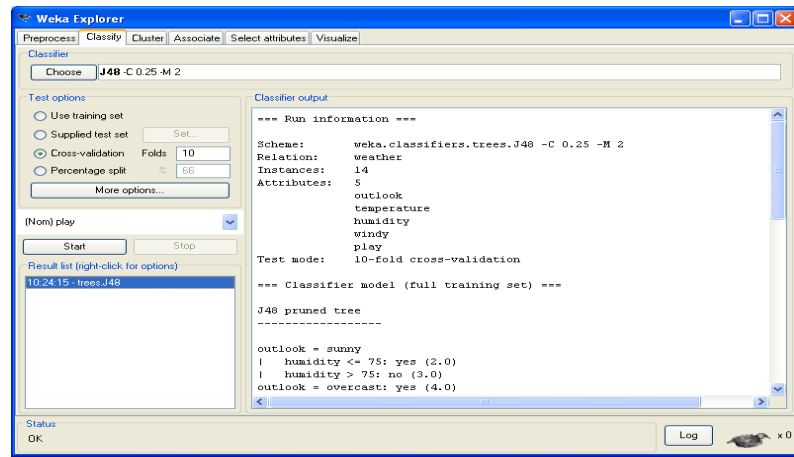 Weka Explorer
Preprocess Classify Cluster Associate Select attributes Visualize
Classifier
Choose J48 -C 0.25 -M 2
Test options
Use training set
Supplied test set Set...
Cross-validation Folds 10
Percentage split % 66
More options...
(Nom) play
Start Stop
Result list (right-click for options)
10:24:15 - trees.J48
Classifier output
=== Run information ===
Scheme: weka.classifiers.trees.J48 -C 0.25 -M 2
Relation: weather
Instances: 14
Attributes: 5
outlook
temperature
humidity
windy
play
Test mode: 10-fold cross-validation
=== Classifier model (full training set) ===
J48 pruned tree
------------------
outlook = sunny
| humidity <= 75: yes (2.0)
| humidity > 75: no (3.0)
outlook = overcast: yes (4.0)
Status
OK
Log x 0